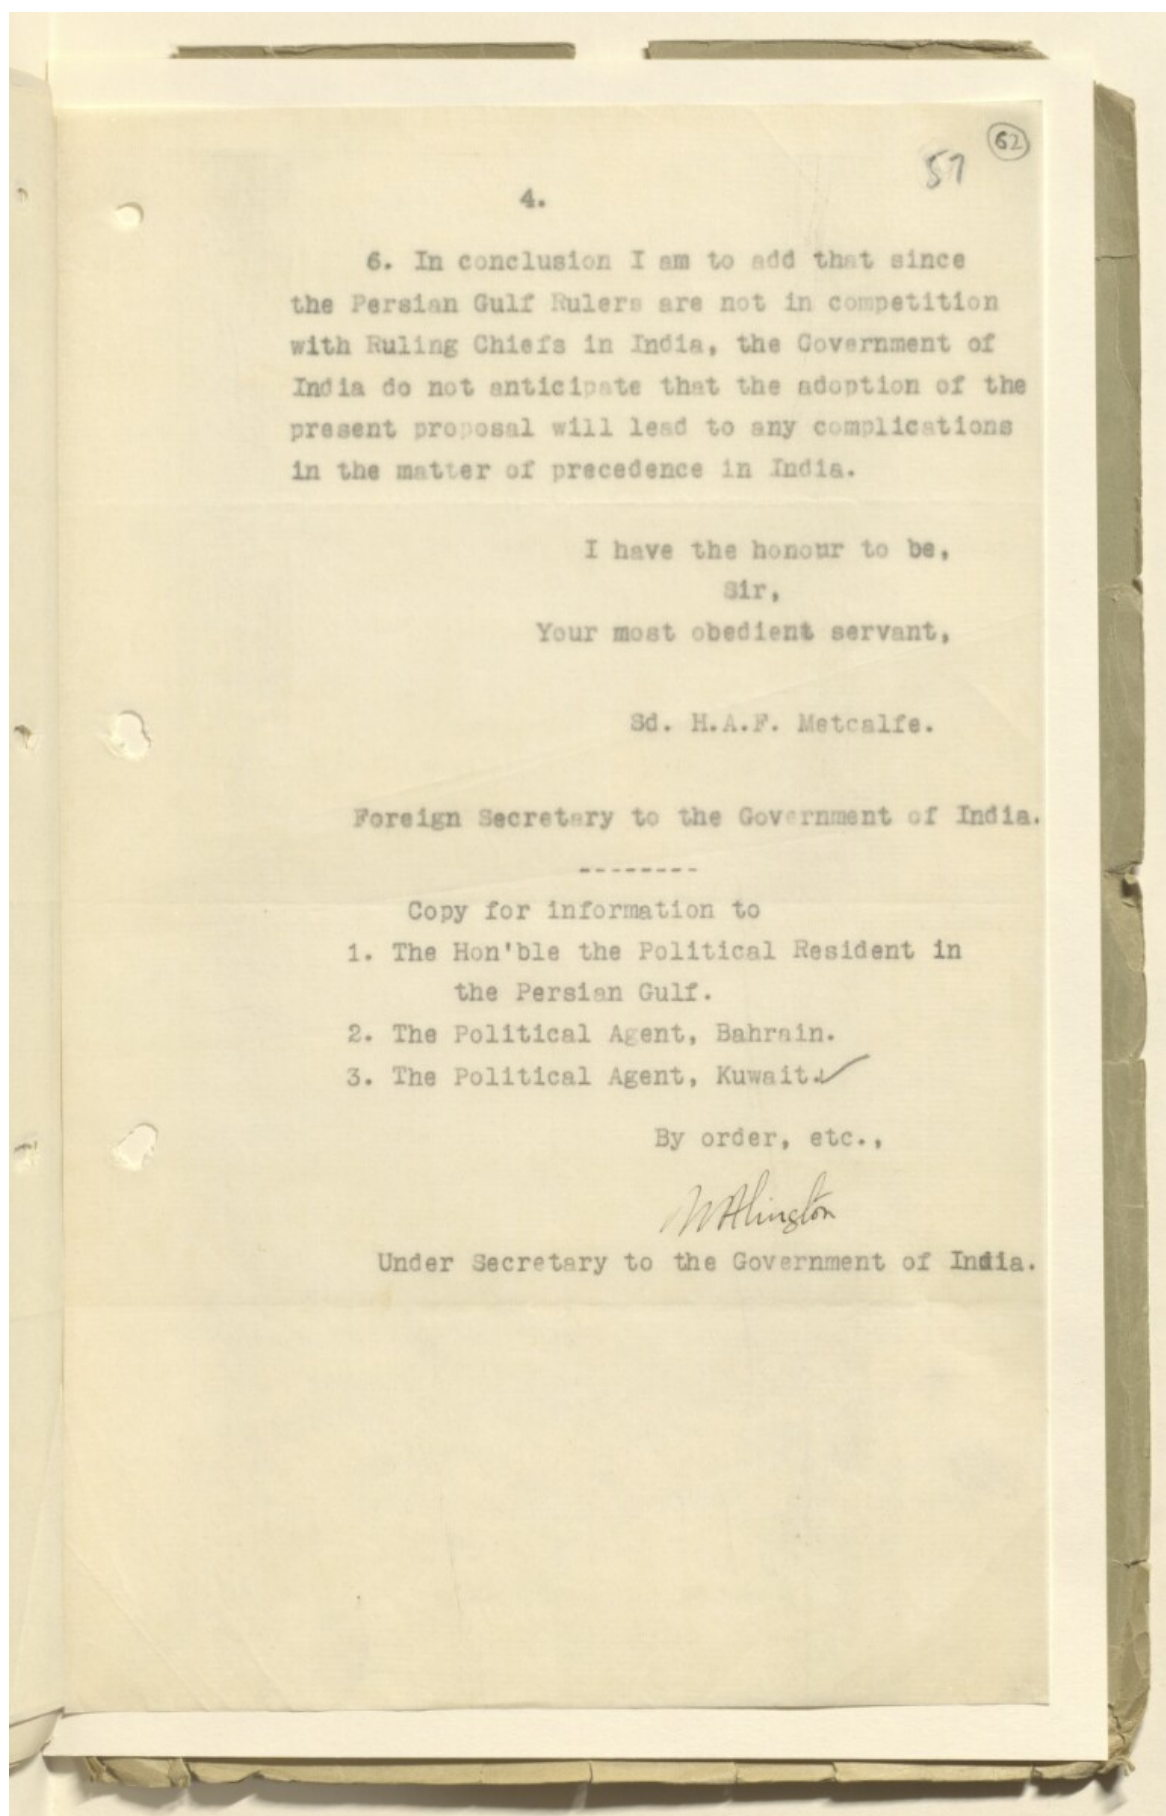 62
57
4.
6. In conclusion I am to add that since
the Persian Gulf Rulers are not in competition
with Ruling Chiefs in India, the Government of
India do not anticipate that the adoption of the
present proposal will lead to any complications
in the matter of precedence in India.
I have the honour to be,
Sir,
Your most obedient servant,
Sd. H.A.F. Metcalfe.
Foreign Secretary to the Government of India.
--------
Copy for information to
1. The Hon'ble the Political Resident in
the Persian Gulf.
2. The Political Agent, Bahrain.
3. The Political Agent, Kuwait.
By order, etc.,
Under Secretary to the Government of India.